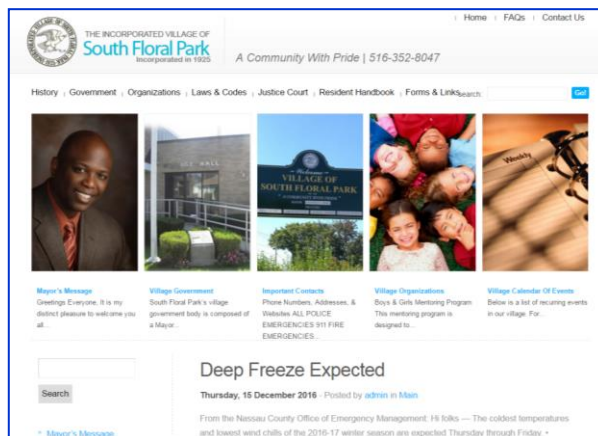 Home FAQs Contact Us
THE INCORPORATED VILLAGE OF
South Floral Park
Incorporated in 1925
A Community With Pride | 516-352-8047
History Government Organizations Laws & Codes Justice Court Resident Handbook Forms & Links search: Go!
Welcome
VILLAGE OF
SOUTH FLORAL PARK
Weekly
Mayor's Message
Greetings Everyone, It is my
distinct pleasure to welcome you
all...
Village Government
South Floral Park's village
government body is composed of
a Mayor...
Important Contacts
Phone Numbers, Addresses, &
Websites ALL POLICE
EMERGENCIES 911 FIRE
EMERGENCIES...
Village Organizations
Boys & Girls Mentoring Program
This mentoring program is
designed to...
Village Calendar Of Events
Below is a list of recurring events
in our village. For...
Search
Mayor's Message
Deep Freeze Expected
Thursday, 15 December 2016 - Posted by admin in Main
From the Nassau County Office of Emergency Management: Hi folks — The coldest temperatures
and lowest wind chills of the 2016-17 winter season are expected Thursday through Friday. •